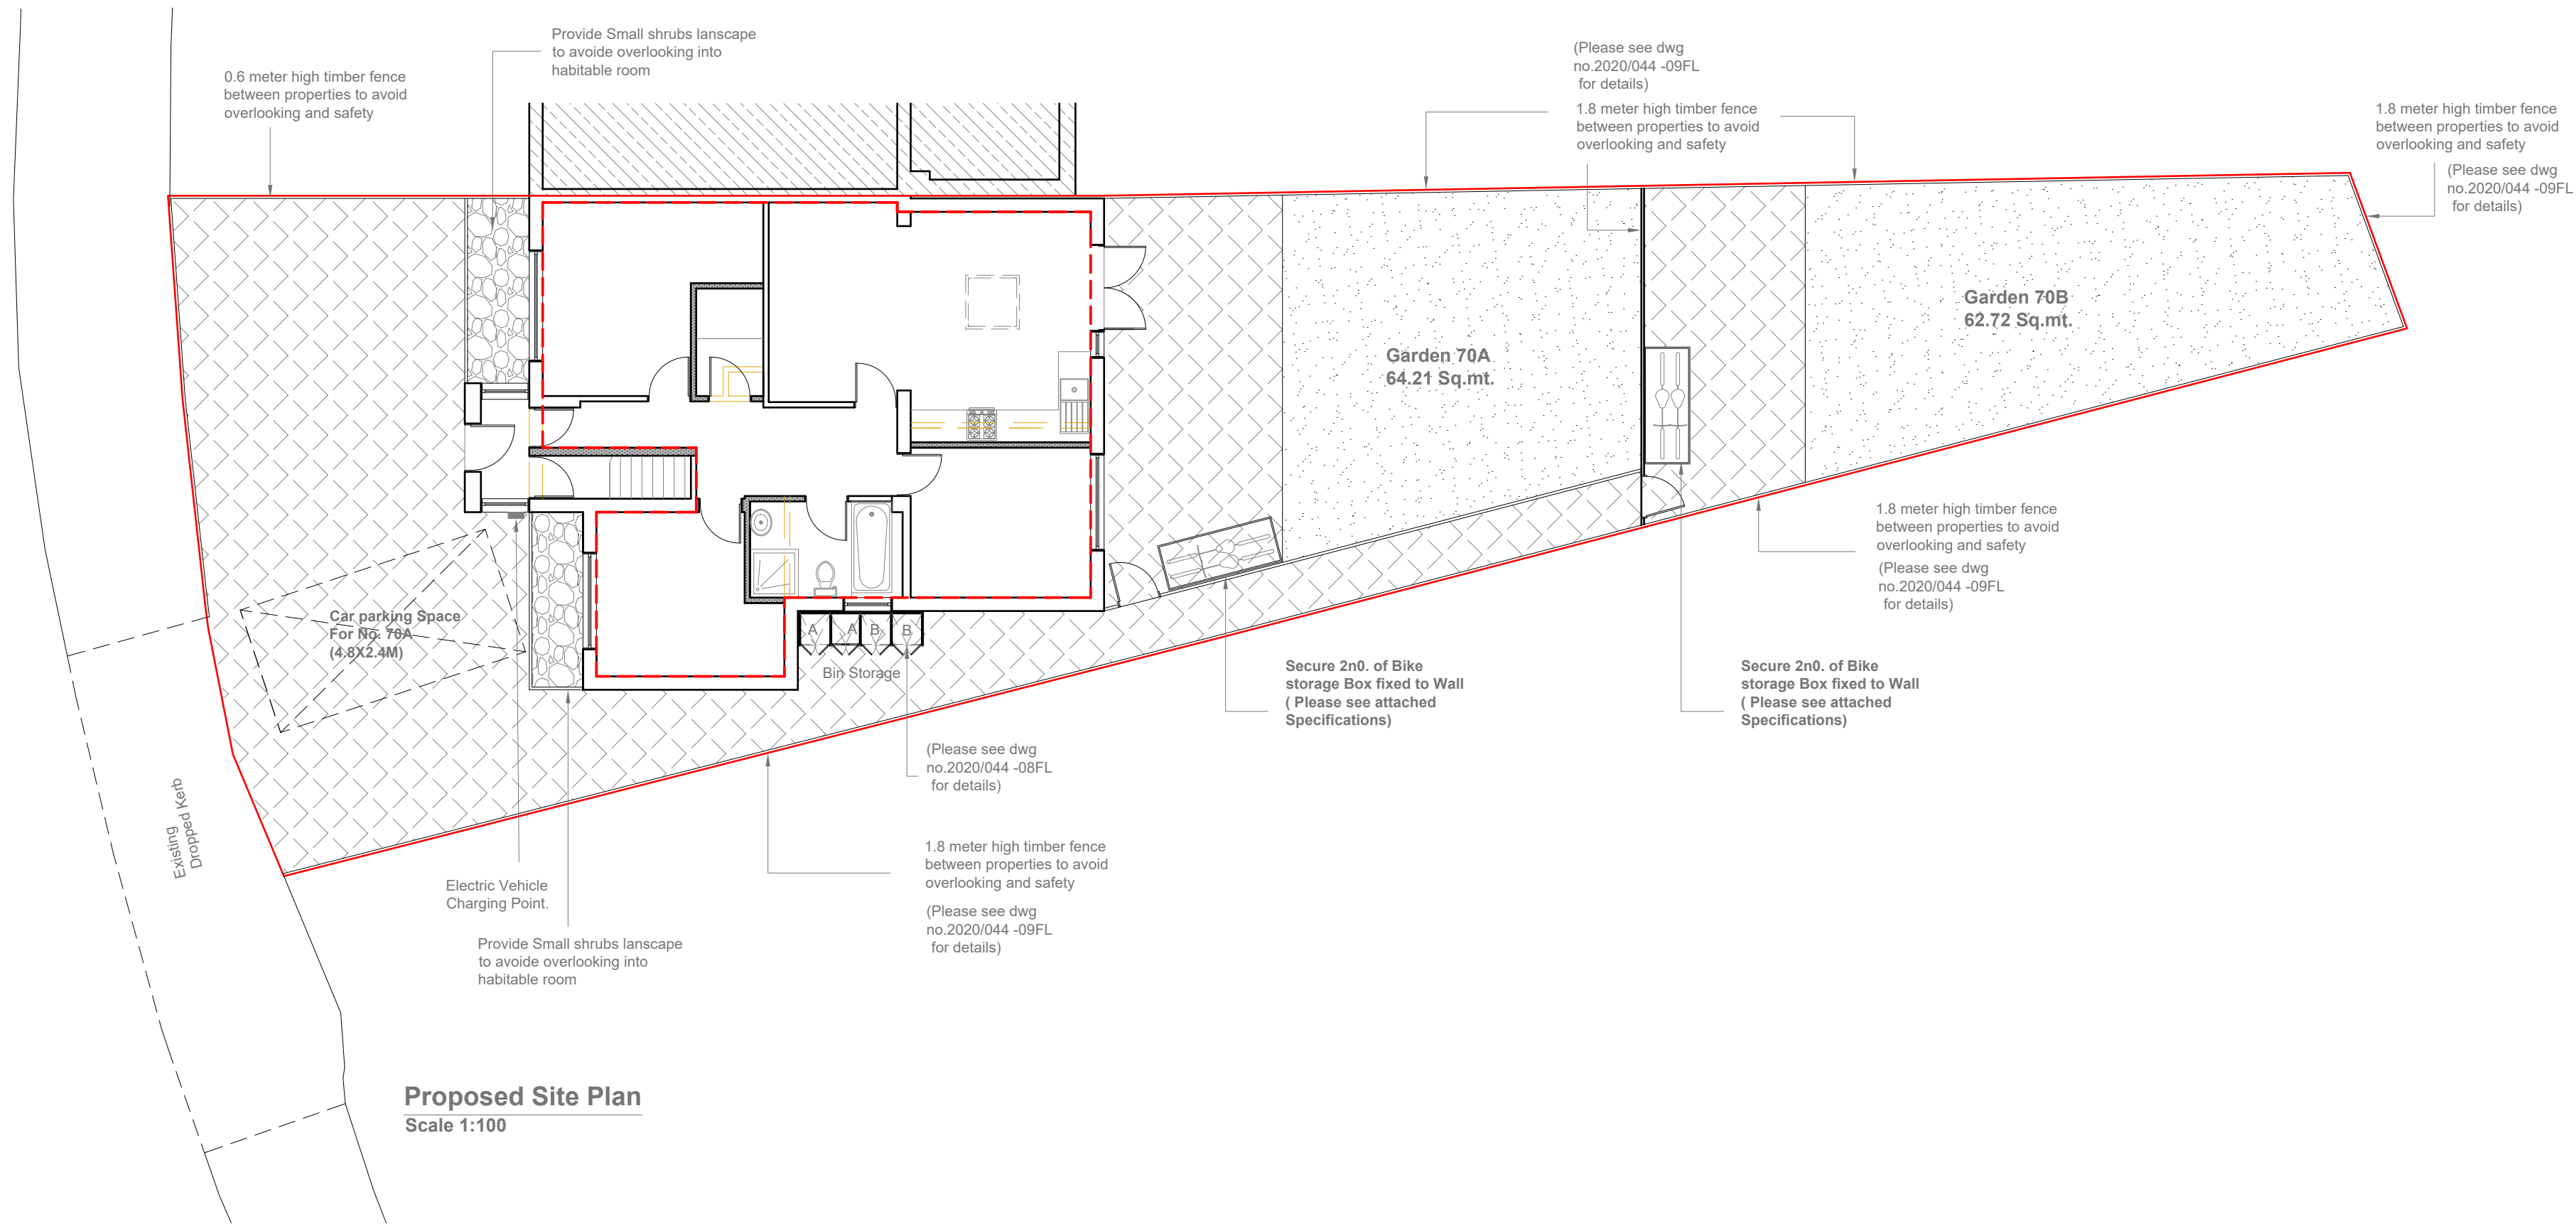 Provide Small shrubs lanscape
to avoide overlooking into
habitable room
0.6 meter high timber fence
between properties to avoid
overlooking and safety
(Please see dwg
no.2020/044 -09FL
for details)
1.8 meter high timber fence
between properties to avoid
overlooking and safety
1.8 meter high timber fence
between properties to avoid
overlooking and safety
(Please see dwg
no.2020/044 -09FL
for details)
Garden 70B
62.72 Sq.mt.
Garden 70A
64.21 Sq.mt.
1.8 meter high timber fence
between properties to avoid
overlooking and safety
(Please see dwg
no.2020/044 -09FL
for details)
Car parking Space
For No. 70A
(4.8X2.4M)
A A B B
Bin Storage
Secure 2n0. of Bike
storage Box fixed to Wall
( Please see attached
Specifications)
Secure 2n0. of Bike
storage Box fixed to Wall
( Please see attached
Specifications)
(Please see dwg
no.2020/044 -08FL
for details)
Existing
Dropped Kerb
1.8 meter high timber fence
between properties to avoid
overlooking and safety
(Please see dwg
no.2020/044 -09FL
for details)
Electric Vehicle
Charging Point.
Provide Small shrubs lanscape
to avoide overlooking into
habitable room
Proposed Site Plan
Scale 1:100